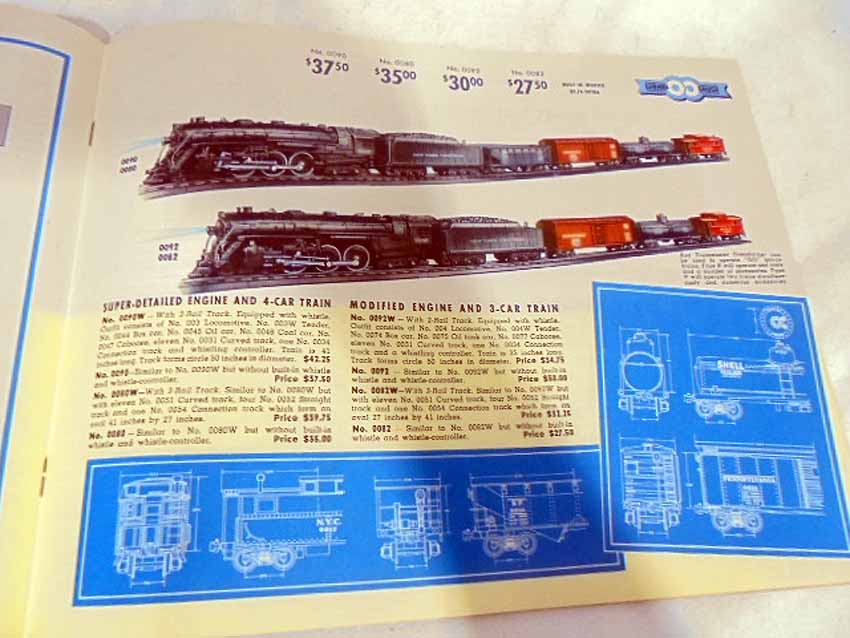 No. 0090
$37.50
No. 0080
$35.00
No. 0092
$30.00
No. 0082
$27.50
0090
0080
0092
0082
SUPER-DETAILED ENGINE AND 4-CAR TRAIN
No. 0090W—With 2-Rail Track. Equipped with whistle.
Outfit consists of No. 003 Locomotive, No. 003W Tender,
No. 0044 Box car, No. 0045 Oil car, No. 0046 Coal car, No.
0047 Caboose, eleven No. 0031 Curved track, one No. 0034
Connection track and whistling controller. Train is 41
inches long. Track forms circle 50 inches in diameter. $42.25
No. 0090—Similar to No. 0090W but without built-in whistle
and whistle-controller. Price $37.50
No. 0080W—With 3-Rail Track. Similar to No. 0090W but
with eleven No. 0051 Curved track, four No. 0052 Straight
track and one No. 0054 Connection track which form an
oval 41 inches by 27 inches. Price $39.75
No. 0080—Similar to No. 0080W but without built-in
whistle and whistle-controller. Price $35.00
MODIFIED ENGINE AND 3-CAR TRAIN
No. 0092W—With 2-Rail Track. Equipped with whistle.
Outfit consists of No. 004 Locomotive, No. 004W Tender,
No. 0074 Box car, No. 0075 Oil tank car, No. 0077 Caboose,
eleven No. 0031 Curved track, one No. 0034 Connection
track and a whistling controller. Train is 35 inches long.
Track forms circle 50 inches in diameter. Price $34.75
No. 0092—Similar to No. 0092W but without built-in
whistle and whistle-controller. Price $30.00
No. 0082W—With 3-Rail Track. Similar to No. 0092W but
with eleven No. 0051 Curved track, four No. 0052 Straight
track and one No. 0054 Connection track which form an
oval 27 inches by 41 inches. Price
No. 0082—Similar to No. 0082W but without built-in
whistle and whistle-controller. Price $27.50
SHELL
PENNSYLVANIA
N.Y.C.